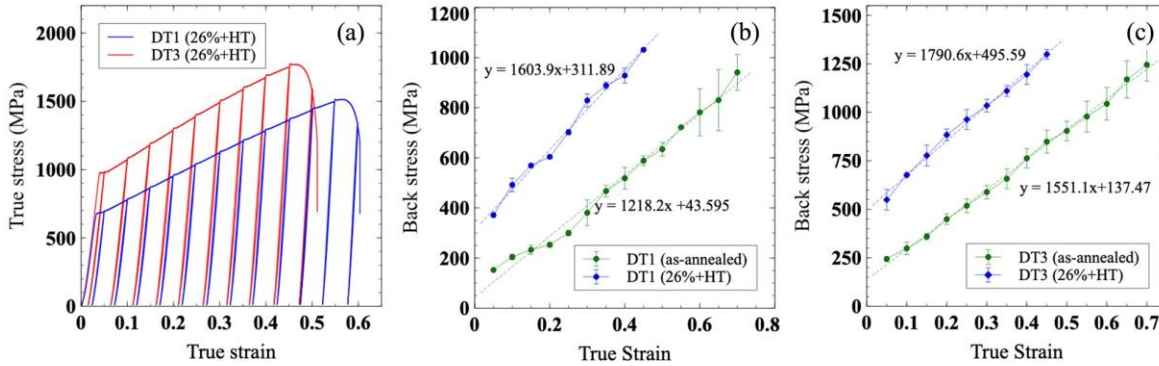 2000
1500
1000
500
0
0
0.1
0.2
0.3
0.4
0.5
0.6
True strain
True stress (MPa)
(a)
DT1 (26%+HT)
DT3 (26%+HT)
1200
1000
800
600
400
200
0
0
0.2
0.4
0.6
0.8
True Strain
Back stress (MPa)
(b)
y = 1603.9x+311.89
y = 1218.2x +43.595
DT1 (as-annealed)
DT1 (26%+HT)
1500
1250
1000
750
500
250
0
0
0.1
0.2
0.3
0.4
0.5
0.6
0.7
True Strain
Back stress (MPa)
(c)
y = 1790.6x+495.59
y = 1551.1x+137.47
DT3 (as-annealed)
DT3 (26%+HT)